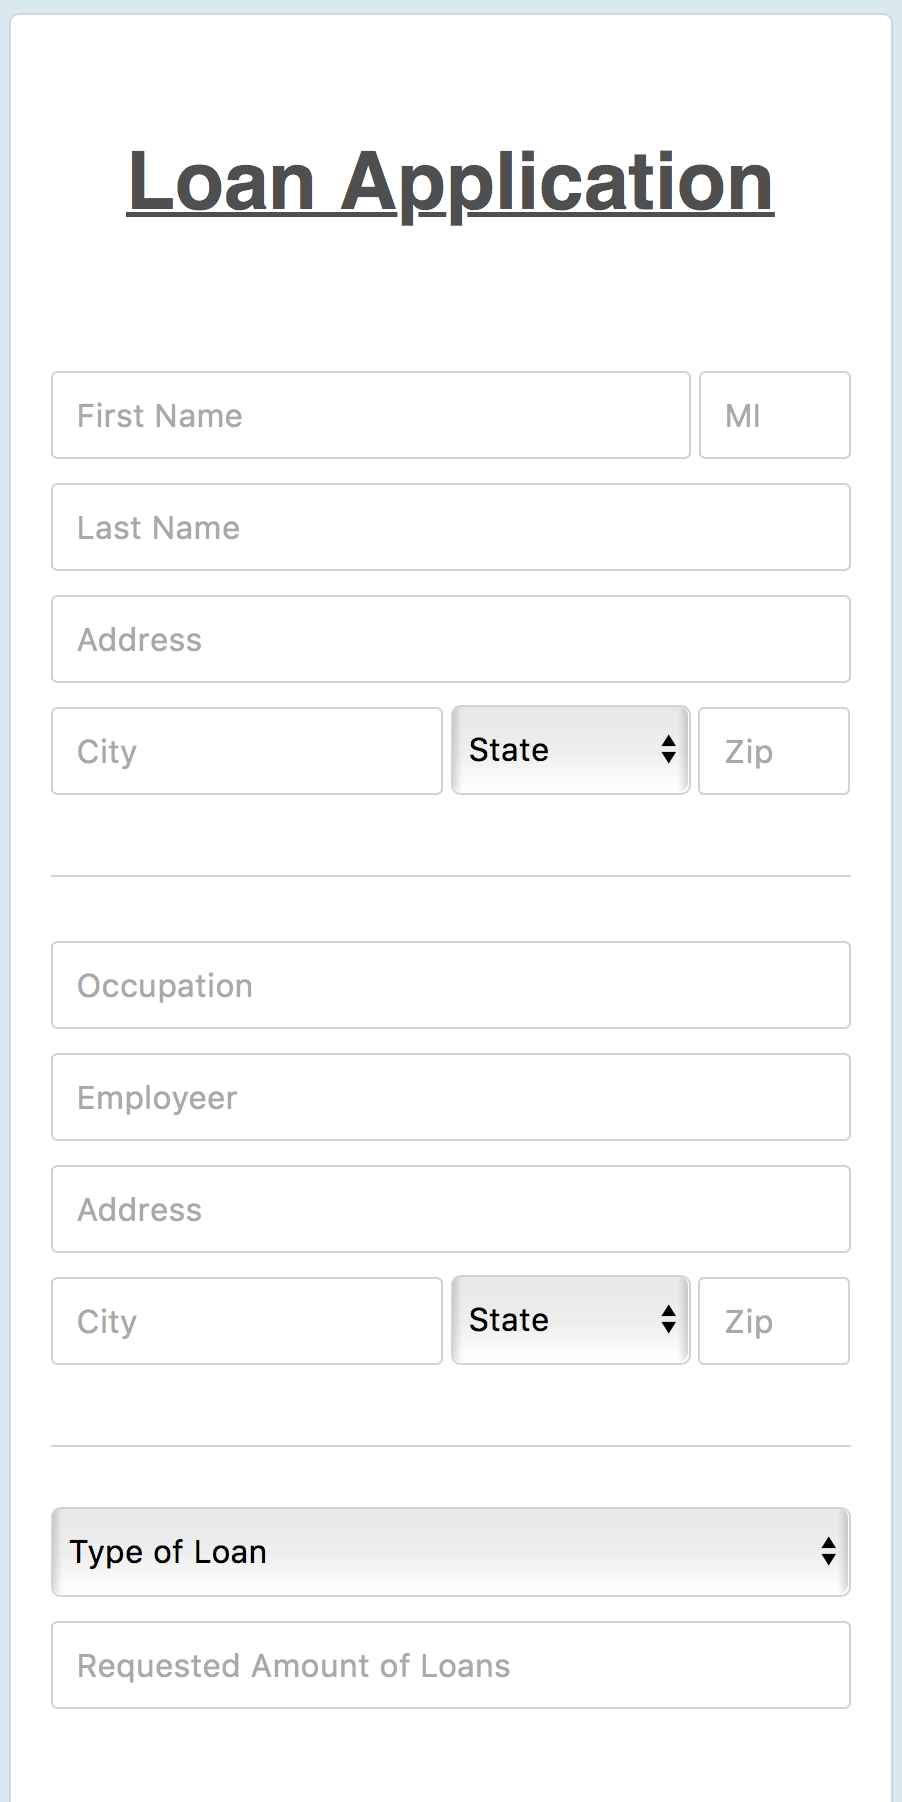 Loan Application
First Name MI
Last Name
Address
City State Zip
Occupation
Employeer
Address
City State Zip
Type of Loan
Requested Amount of Loans